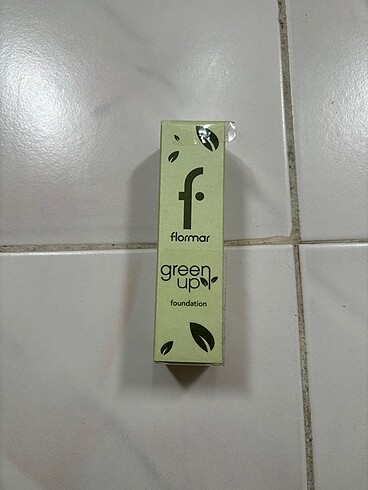 f
flormar
green
up
foundation